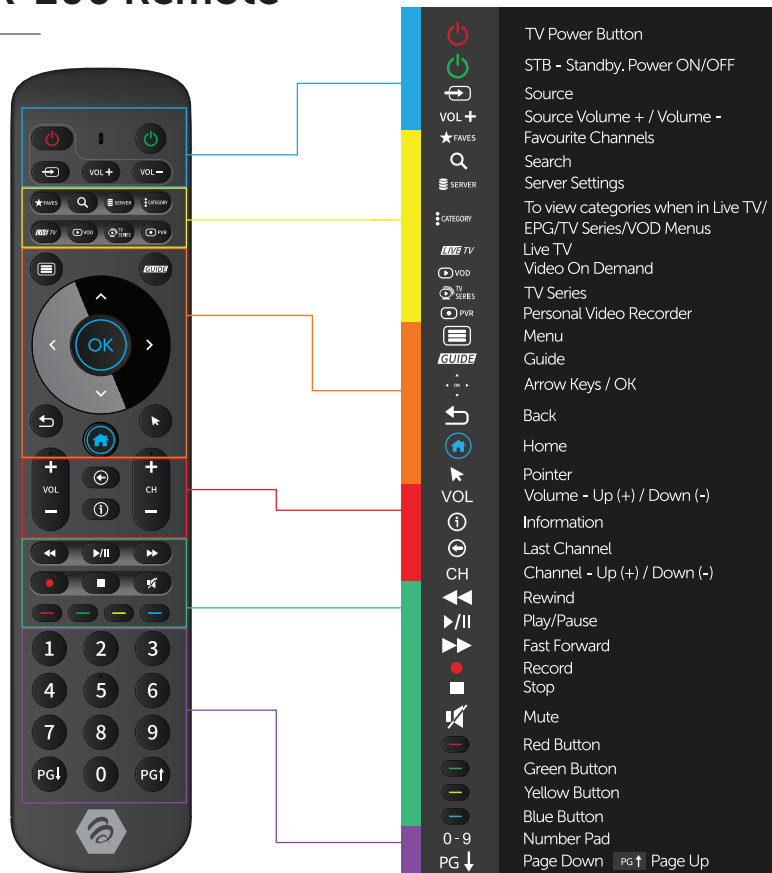 Remote
VOL+
VOL−
FAVES
SERVER
CATEGORY
LIVE TV
VOD
TV SERIES
PVR
GUIDE
OK
+
+
VOL
CH
−
−
1 2 3
4 5 6
7 8 9
PG↓ 0 PG↑
TV Power Button
STB - Standby. Power ON/OFF
Source
VOL + Source Volume + / Volume -
FAVES Favourite Channels
Search
SERVER Server Settings
CATEGORY To view categories when in Live TV/
EPG/TV Series/VOD Menus
LIVE TV Live TV
VOD Video On Demand
TV SERIES TV Series
PVR Personal Video Recorder
Menu
GUIDE Guide
OK Arrow Keys / OK
Back
Home
Pointer
VOL Volume - Up (+) / Down (-)
Information
Last Channel
CH Channel - Up (+) / Down (-)
Rewind
Play/Pause
Fast Forward
Record
Stop
Mute
Red Button
Green Button
Yellow Button
Blue Button
0-9 Number Pad
PG ↓ Page Down PG ↑ Page Up